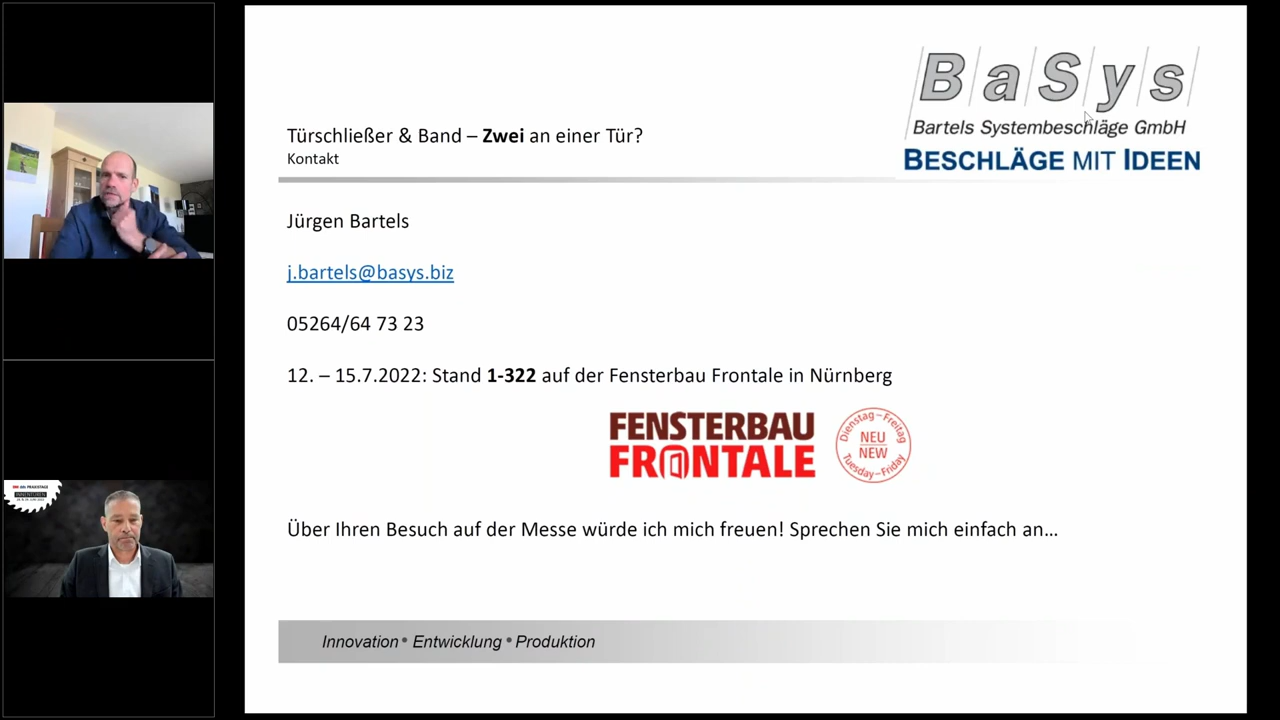 BaSys
Bartels Systembeschläge GmbH
BESCHLÄGE MIT IDEEN
Türschließer & Band – Zwei an einer Tür?
Kontakt
Jürgen Bartels
j.bartels@basys.biz
05264/64 73 23
12. – 15.7.2022: Stand 1-322 auf der Fensterbau Frontale in Nürnberg
FENSTERBAU
FRONTALE
Dienstag–Freitag
NEU
NEW
Tuesday–Friday
Über Ihren Besuch auf der Messe würde ich mich freuen! Sprechen Sie mich einfach an…
Innovation • Entwicklung • Produktion